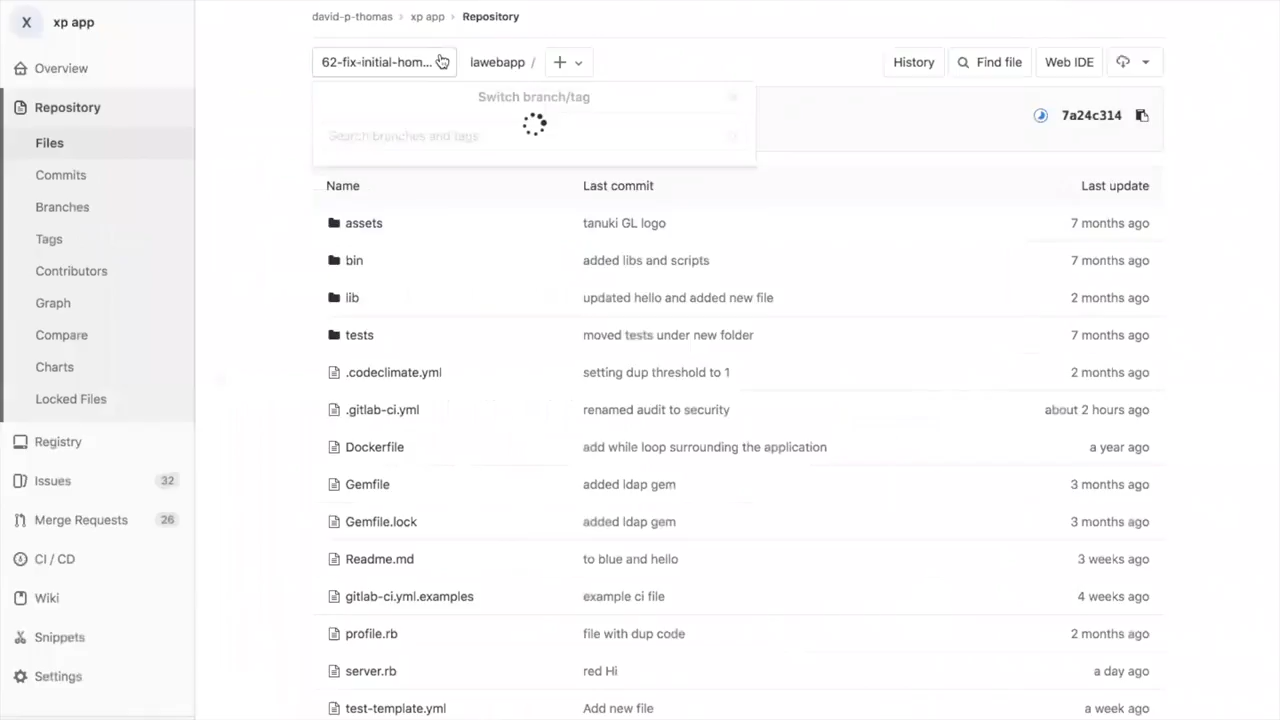 X xp app
Overview
Repository
Files
Commits
Branches
Tags
Contributors
Graph
Compare
Charts
Locked Files
Registry
Issues 32
Merge Requests 26
CI / CD
Wiki
Snippets
Settings
david-p-thomas › xp app › Repository
62-fix-initial-hom... lawebapp / + History Find file Web IDE
Switch branch/tag
Search branches and tags
7a24c314
Name Last commit Last update
assets tanuki GL logo 7 months ago
bin added libs and scripts 7 months ago
lib updated hello and added new file 2 months ago
tests moved tests under new folder 7 months ago
.codeclimate.yml setting dup threshold to 1 2 months ago
.gitlab-ci.yml renamed audit to security about 2 hours ago
Dockerfile add while loop surrounding the application a year ago
Gemfile added ldap gem 3 months ago
Gemfile.lock added ldap gem 3 months ago
Readme.md to blue and hello 3 weeks ago
gitlab-ci.yml.examples example ci file 4 weeks ago
profile.rb file with dup code 2 months ago
server.rb red Hi a day ago
test-template.yml Add new file a week ago